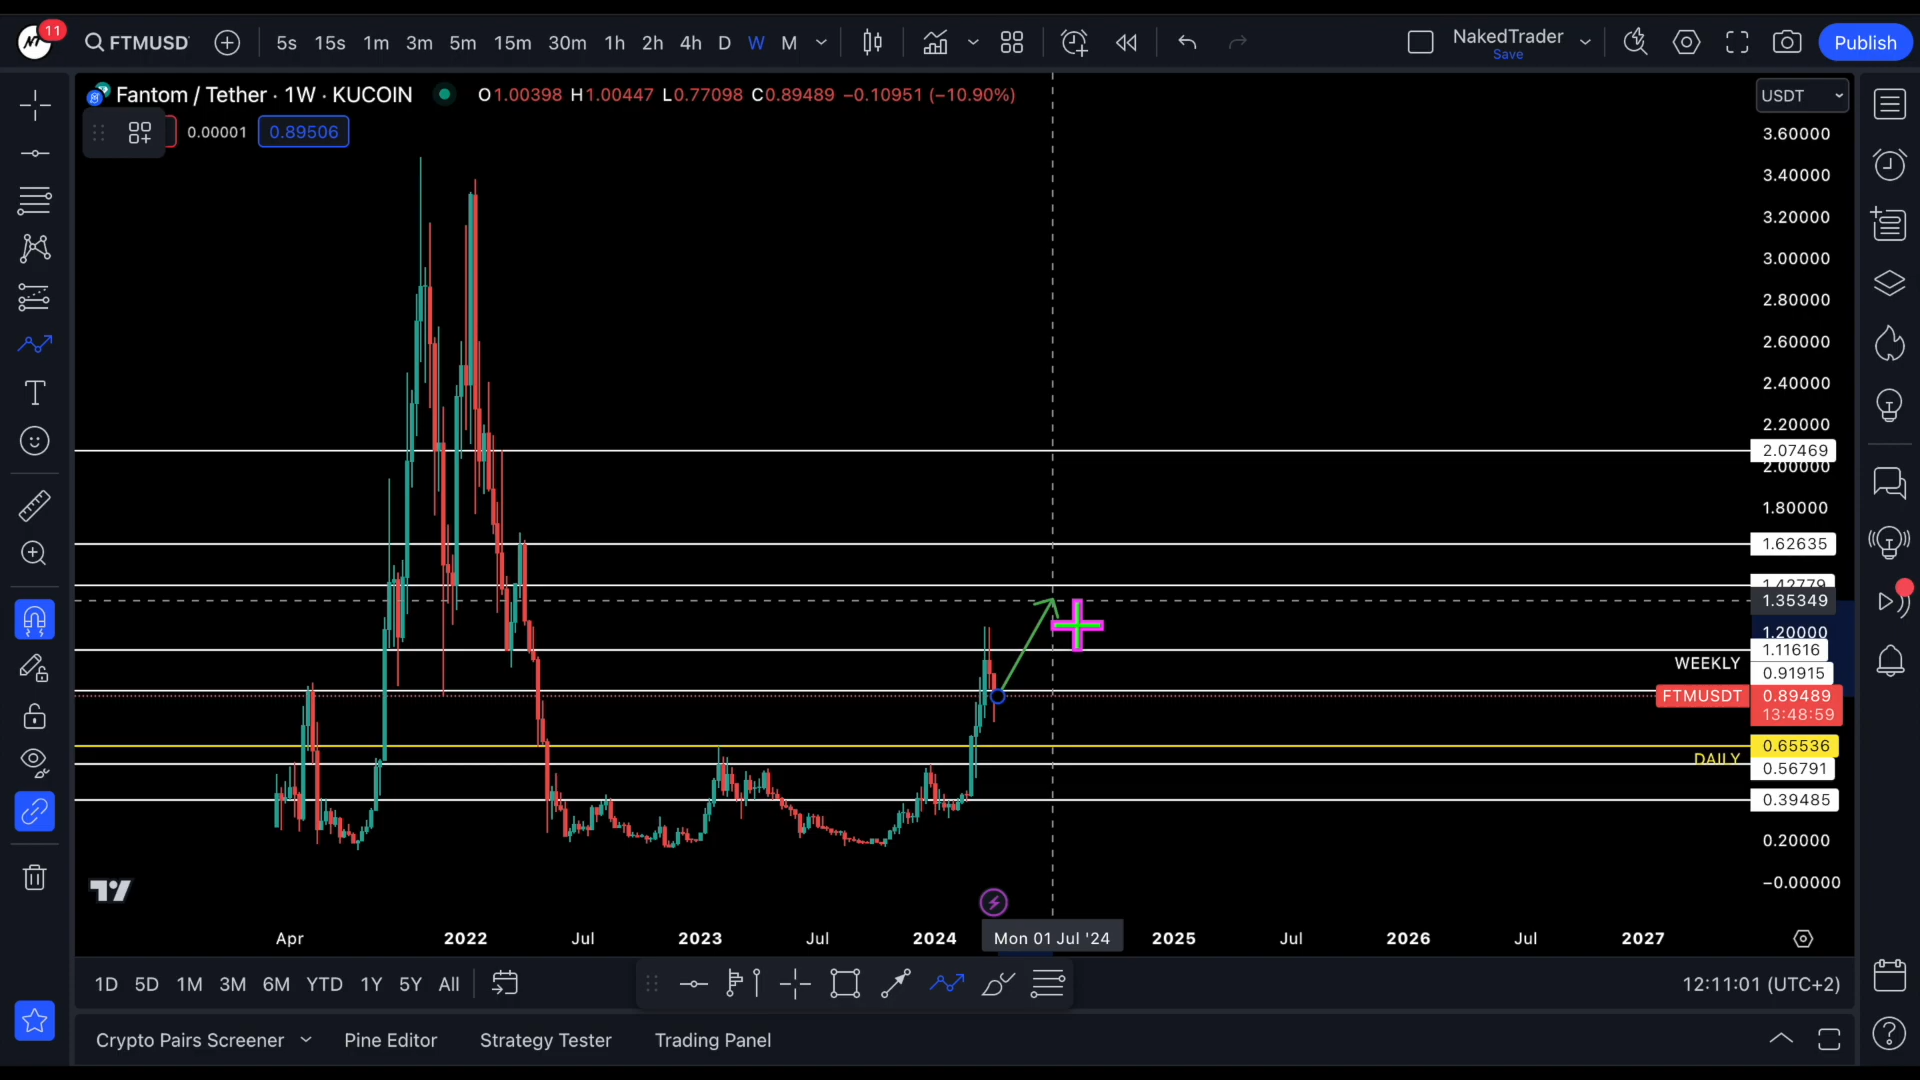 11
FTMUSD
5s 15s 1m 3m 5m 15m 30m 1h 2h 4h D W M
NakedTrader
Save
Publish
Fantom / Tether · 1W · KUCOIN O1.00398 H1.00447 L0.77098 C0.89489 −0.10951 (−10.90%)
USDT
0.00001 0.89506
3.60000
3.40000
3.20000
3.00000
2.80000
2.60000
2.40000
2.20000
2.07469
2.00000
1.80000
1.62635
1.42779
1.35349
1.20000
1.11616
WEEKLY
0.91915
FTMUSDT 0.89489
13:48:59
0.65536
DAILY
0.56791
0.39485
0.20000
−0.00000
Apr 2022 Jul 2023 Jul 2024 Mon 01 Jul '24 2025 Jul 2026 Jul 2027
1D 5D 1M 3M 6M YTD 1Y 5Y All
12:11:01 (UTC+2)
Crypto Pairs Screener Pine Editor Strategy Tester Trading Panel